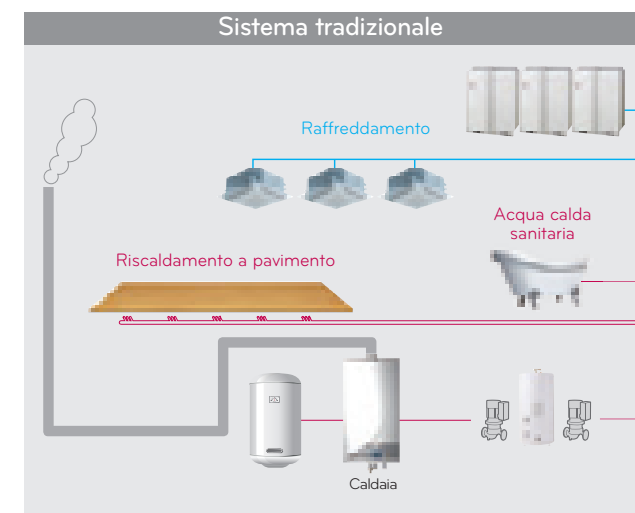 Sistema tradizionale
Raffreddamento
Acqua calda
sanitaria
Riscaldamento a pavimento
Caldaia